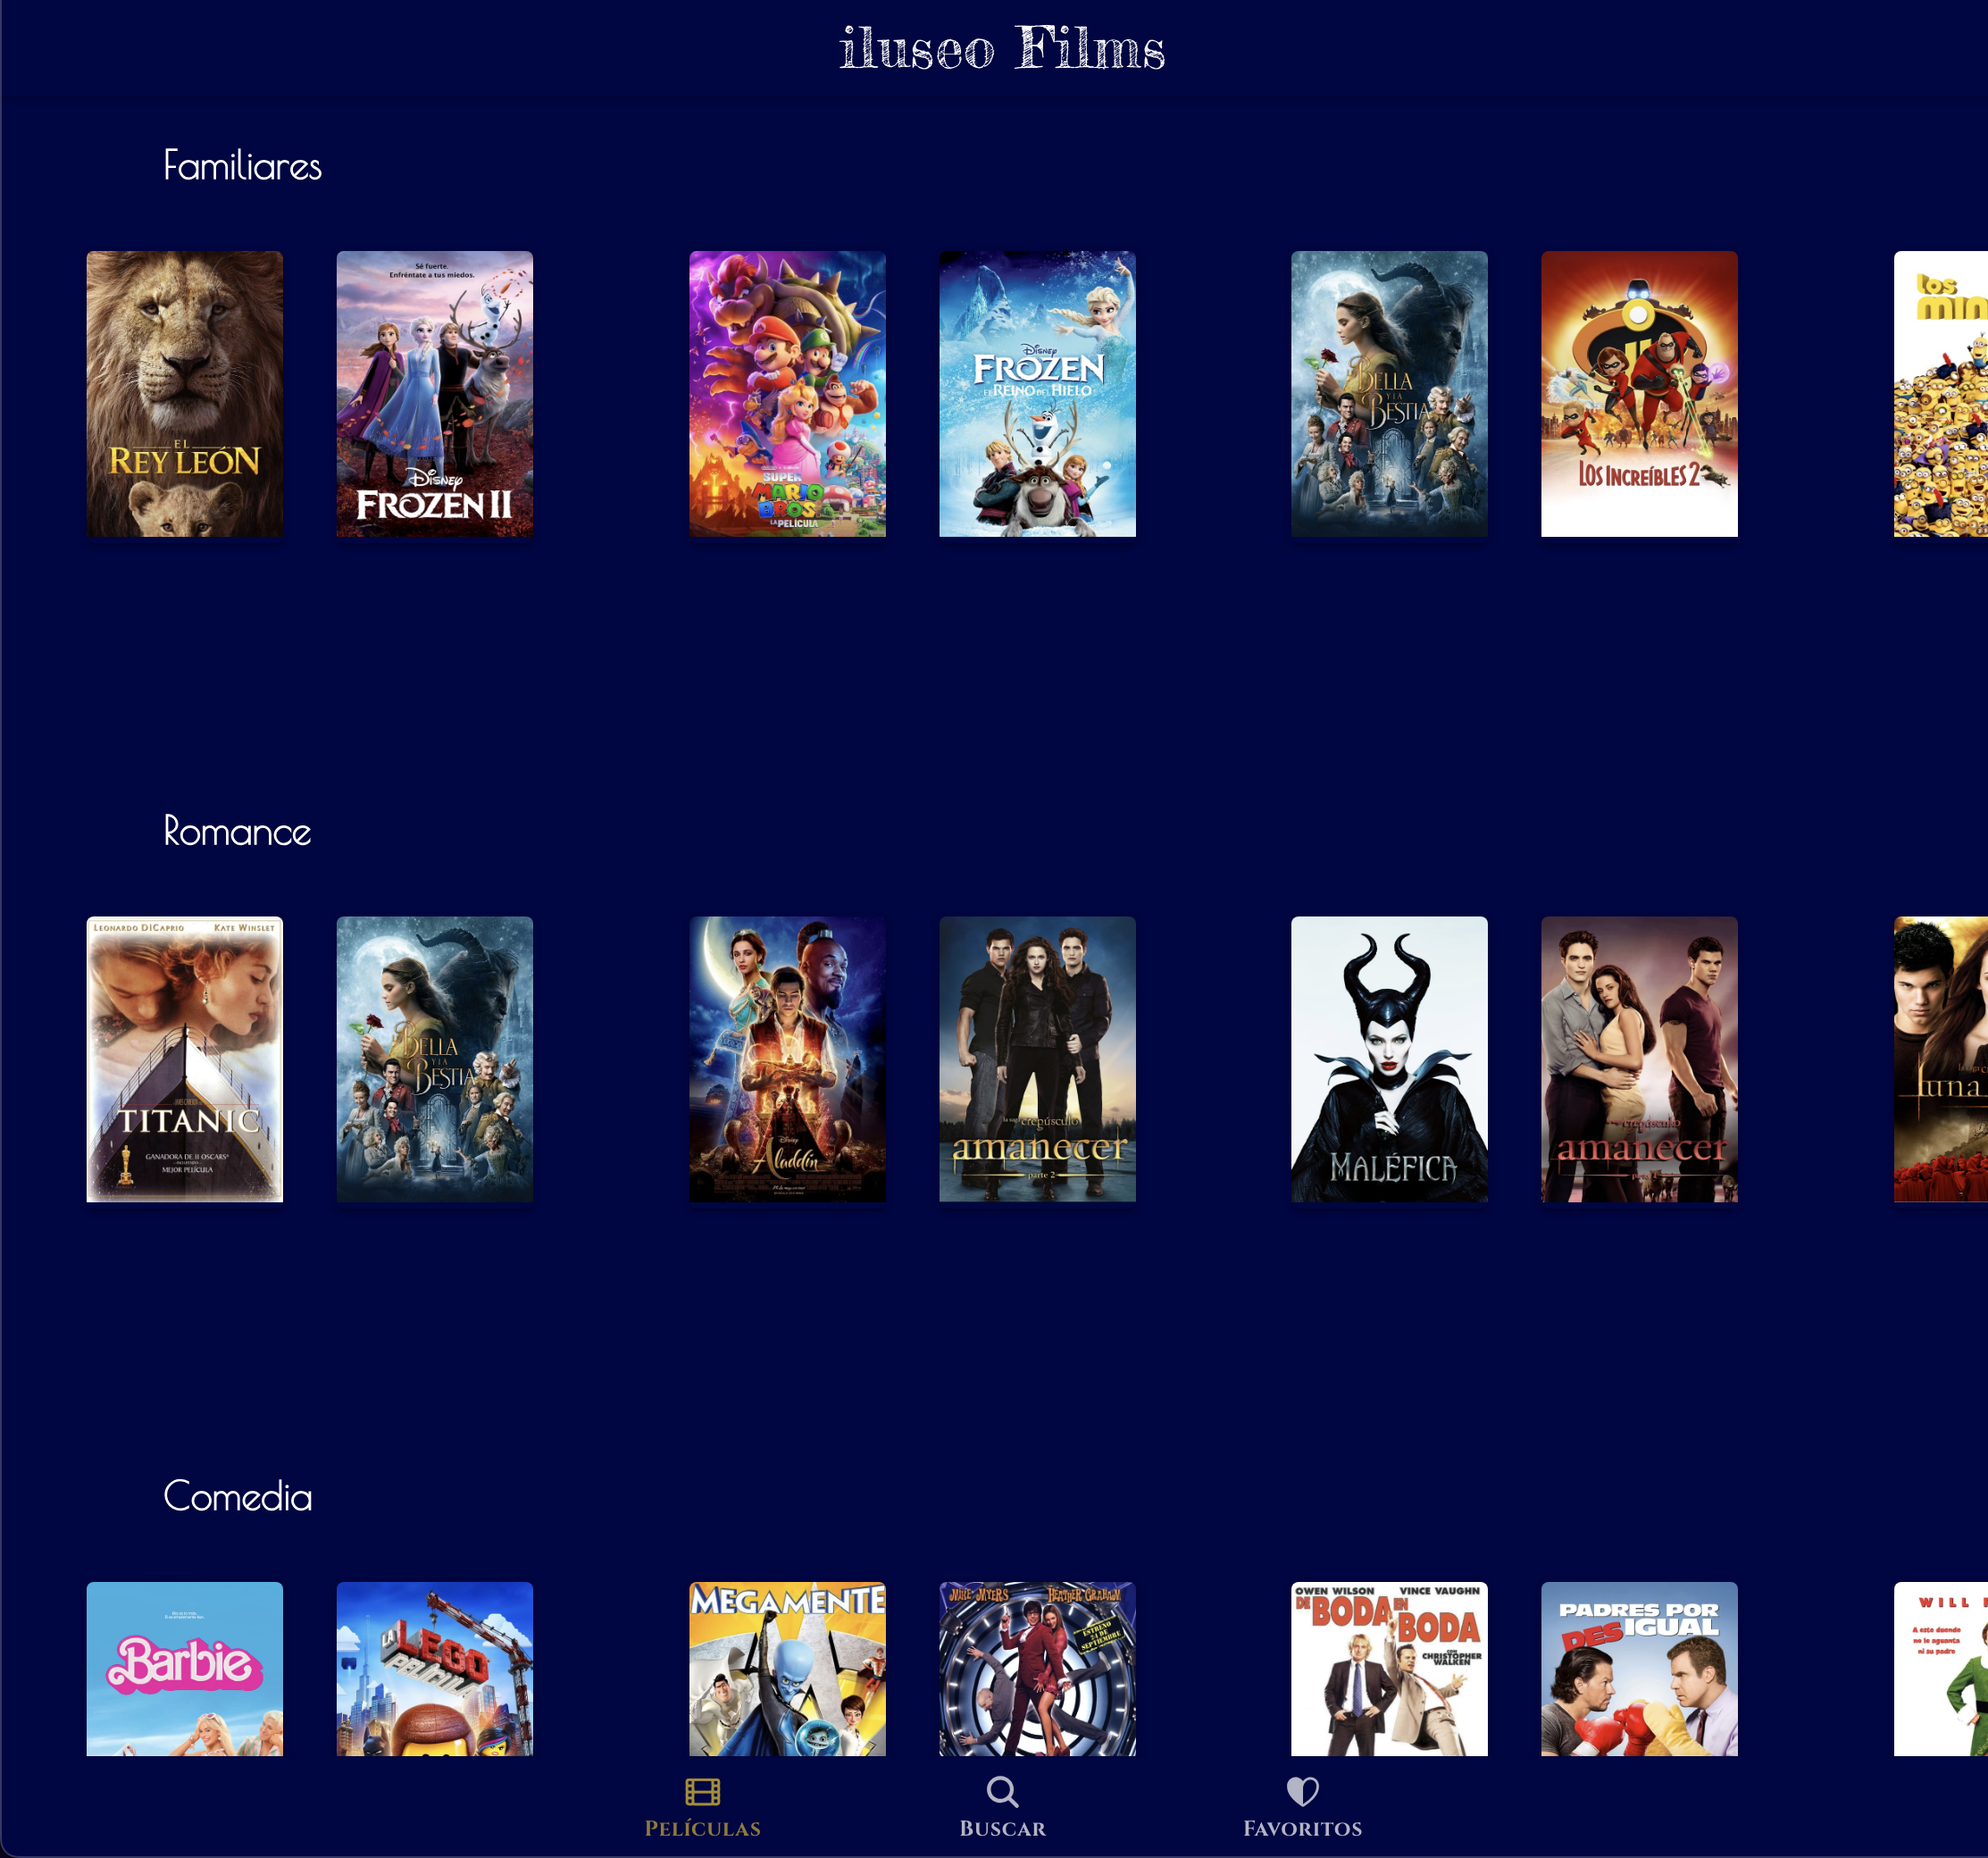 iluseo Films
Familiares
EL
REY LEÓN
Sé fuerte.
Enfréntate a tus miedos.
Disney
FROZEN II
SUPER
MARIO
BROS
LA PELÍCULA
Disney
FROZEN
EL REINO DEL HIELO
BELLA
Y LA
BESTIA
LOS INCREÍBLES 2
los
min
Romance
LEONARDO DICAPRIO KATE WINSLET
TITANIC
GANADORA DE 11 OSCARS
MEJOR PELÍCULA
BELLA
Y LA
BESTIA
Disney
Aladdin
la saga crepúsculo
amanecer
parte 2
MALÉFICA
crepúsculo
amanecer
luna
Comedia
Barbie
LA
LEGO
PELÍCULA
MEGAMENTE
MIKE MYERS HEATHER GRAHAM
ESTRENO
DE
SEPTIEMBRE
OWEN WILSON VINCE VAUGHN
DE BODA EN
BODA
CON
CHRISTOPHER
WALKEN
PADRES POR
DESIGUAL
WILL
A este duende
no le aguanta
ni su padre
PELÍCULAS
BUSCAR
FAVORITOS